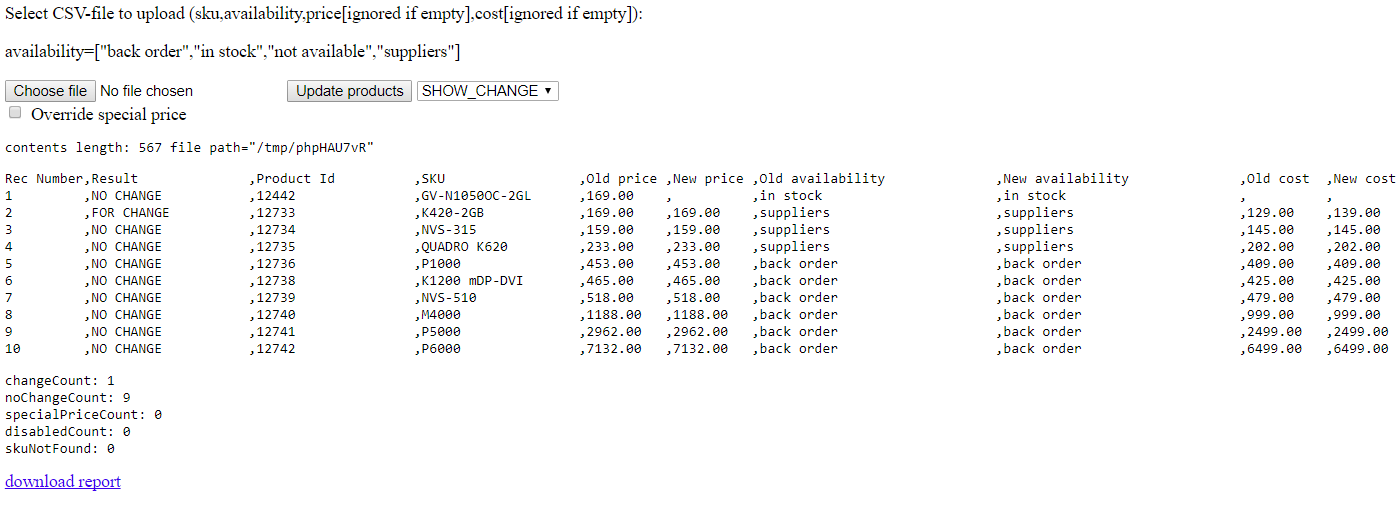 Select CSV-file to upload (sku,availability,price[ignored if empty],cost[ignored if empty]):
availability=["back order","in stock","not available","suppliers"]
Choose file No file chosen Update products SHOW_CHANGE ▼
Override special price
contents length: 567 file path="/tmp/phpHAU7vR"
Rec Number,Result ,Product Id ,SKU ,Old price ,New price ,Old availability ,New availability ,Old cost ,New cost
1 ,NO CHANGE ,12442 ,GV-N1050OC-2GL ,169.00 , ,in stock ,in stock , ,
2 ,FOR CHANGE ,12733 ,K420-2GB ,169.00 ,169.00 ,suppliers ,suppliers ,129.00 ,139.00
3 ,NO CHANGE ,12734 ,NVS-315 ,159.00 ,159.00 ,suppliers ,suppliers ,145.00 ,145.00
4 ,NO CHANGE ,12735 ,QUADRO K620 ,233.00 ,233.00 ,suppliers ,suppliers ,202.00 ,202.00
5 ,NO CHANGE ,12736 ,P1000 ,453.00 ,453.00 ,back order ,back order ,409.00 ,409.00
6 ,NO CHANGE ,12738 ,K1200 mDP-DVI ,465.00 ,465.00 ,back order ,back order ,425.00 ,425.00
7 ,NO CHANGE ,12739 ,NVS-510 ,518.00 ,518.00 ,back order ,back order ,479.00 ,479.00
8 ,NO CHANGE ,12740 ,M4000 ,1188.00 ,1188.00 ,back order ,back order ,999.00 ,999.00
9 ,NO CHANGE ,12741 ,P5000 ,2962.00 ,2962.00 ,back order ,back order ,2499.00 ,2499.00
10 ,NO CHANGE ,12742 ,P6000 ,7132.00 ,7132.00 ,back order ,back order ,6499.00 ,6499.00
changeCount: 1
noChangeCount: 9
specialPriceCount: 0
disabledCount: 0
skuNotFound: 0
download report